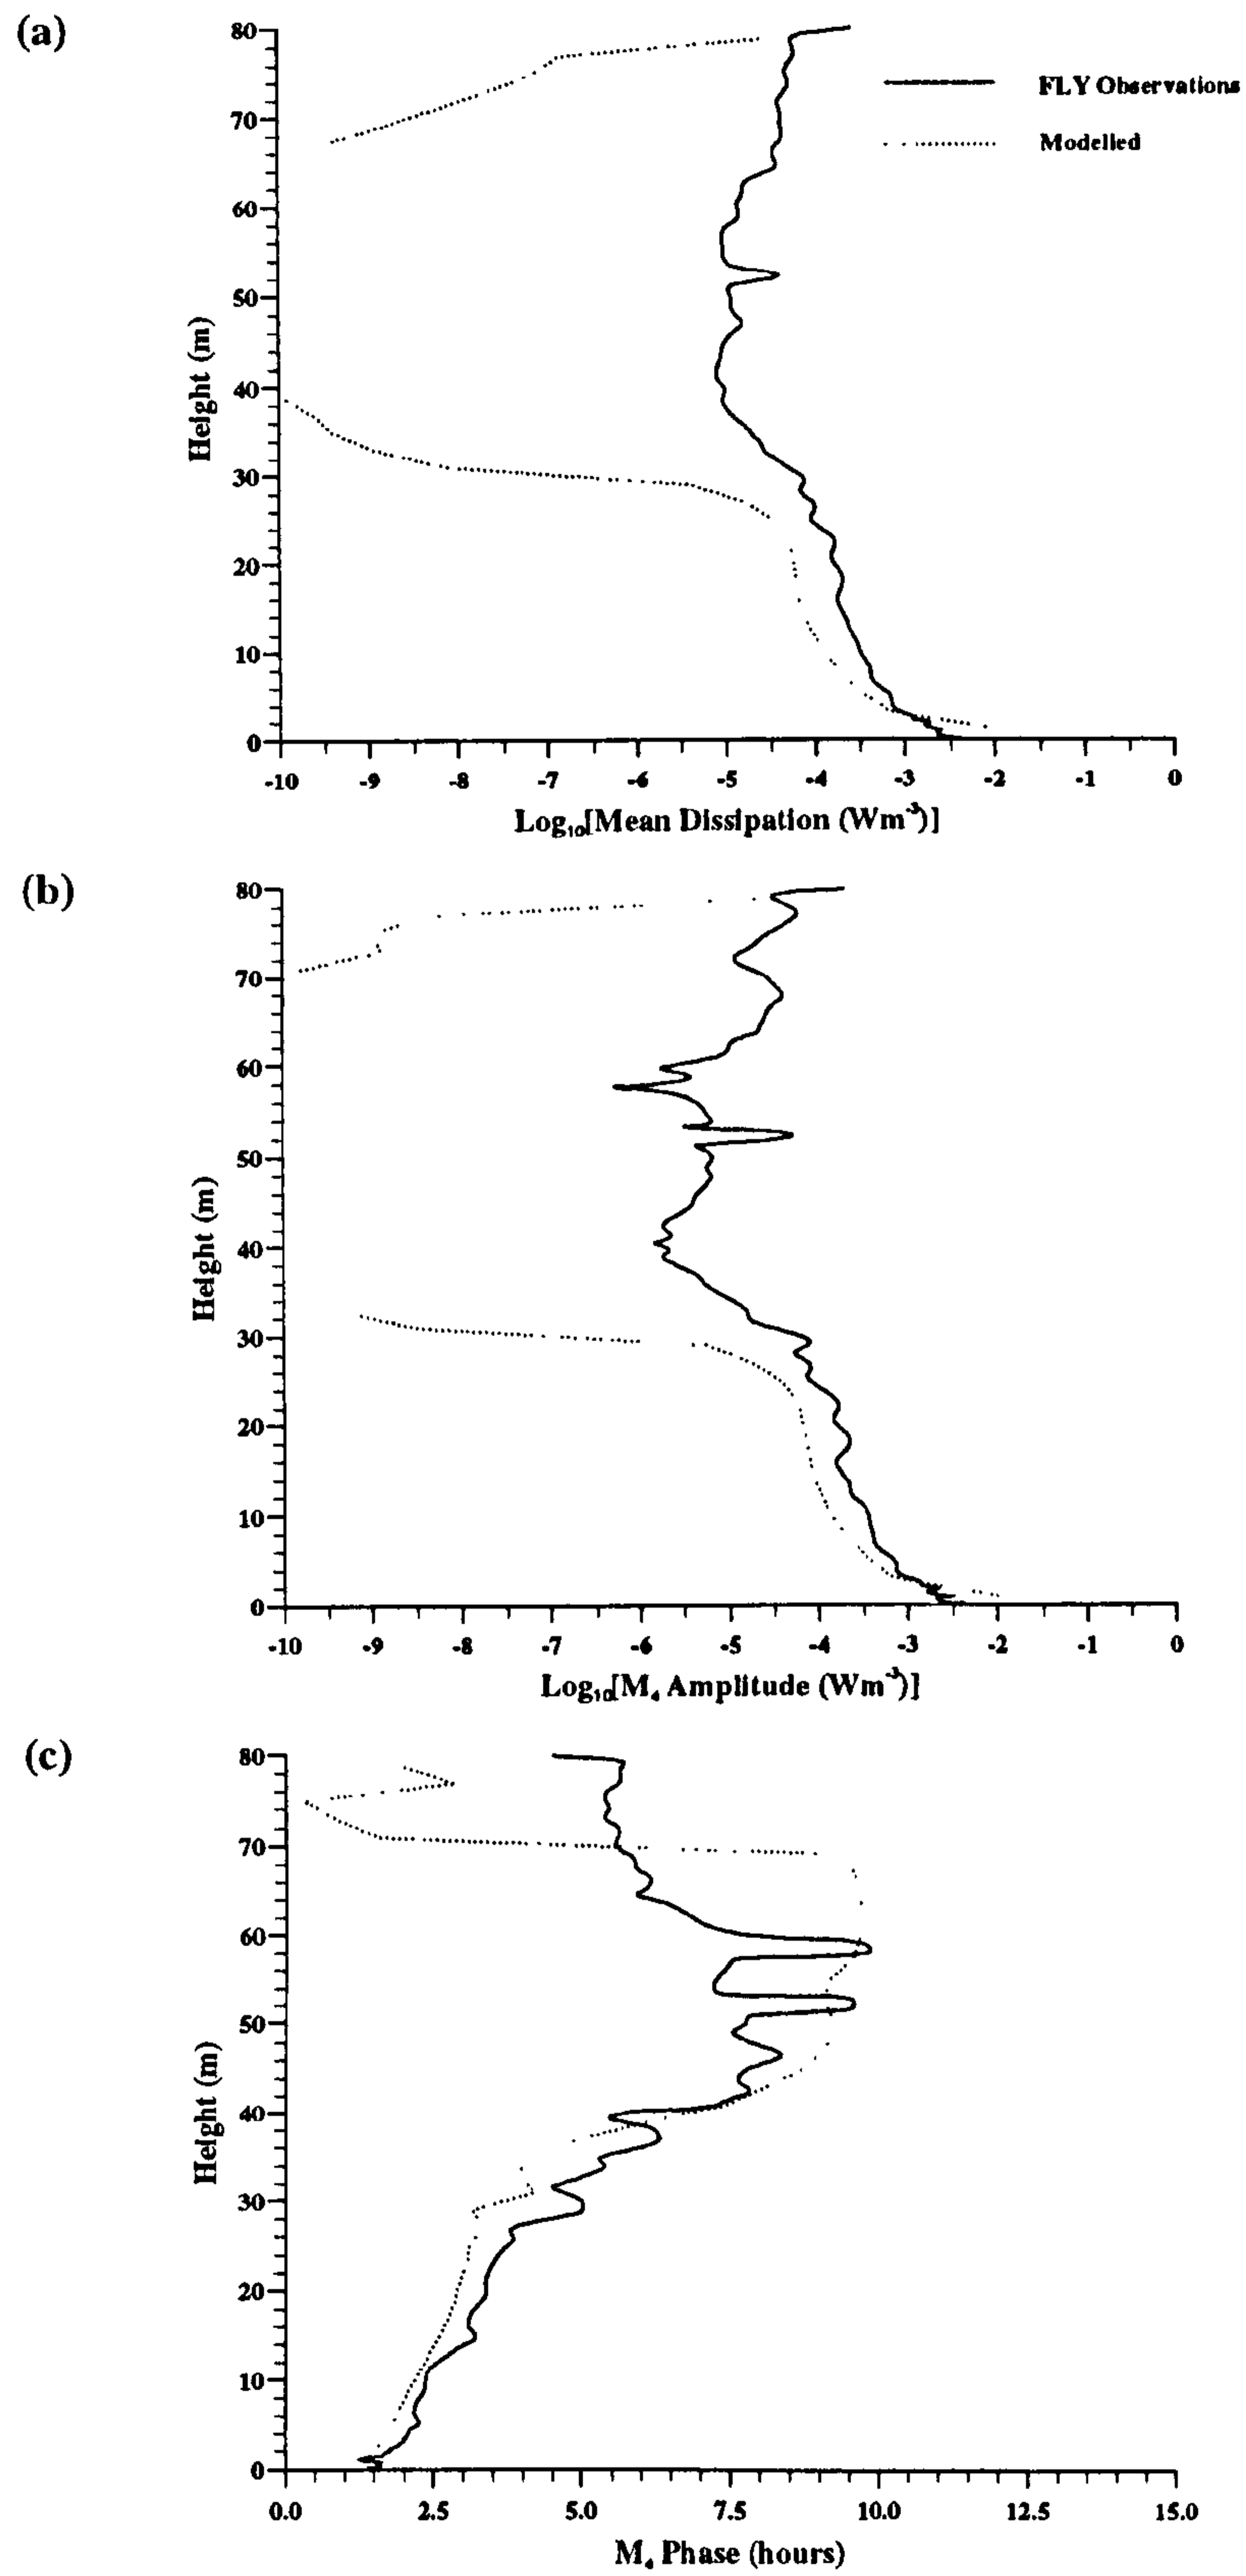 (a)
80
70
60
50
40
30
20
10
0
Height (m)
FLY Observations
Modelled
-10 -9 -8 -7 -6 -5 -4 -3 -2 -1 0
Log₁₀[Mean Dissipation (Wm⁻³)]
(b)
80
70
60
50
40
30
20
10
0
Height (m)
-10 -9 -8 -7 -6 -5 -4 -3 -2 -1 0
Log₁₀[M₄ Amplitude (Wm⁻³)]
(c)
80
70
60
50
40
30
20
10
0
Height (m)
0.0 2.5 5.0 7.5 10.0 12.5 15.0
M₄ Phase (hours)